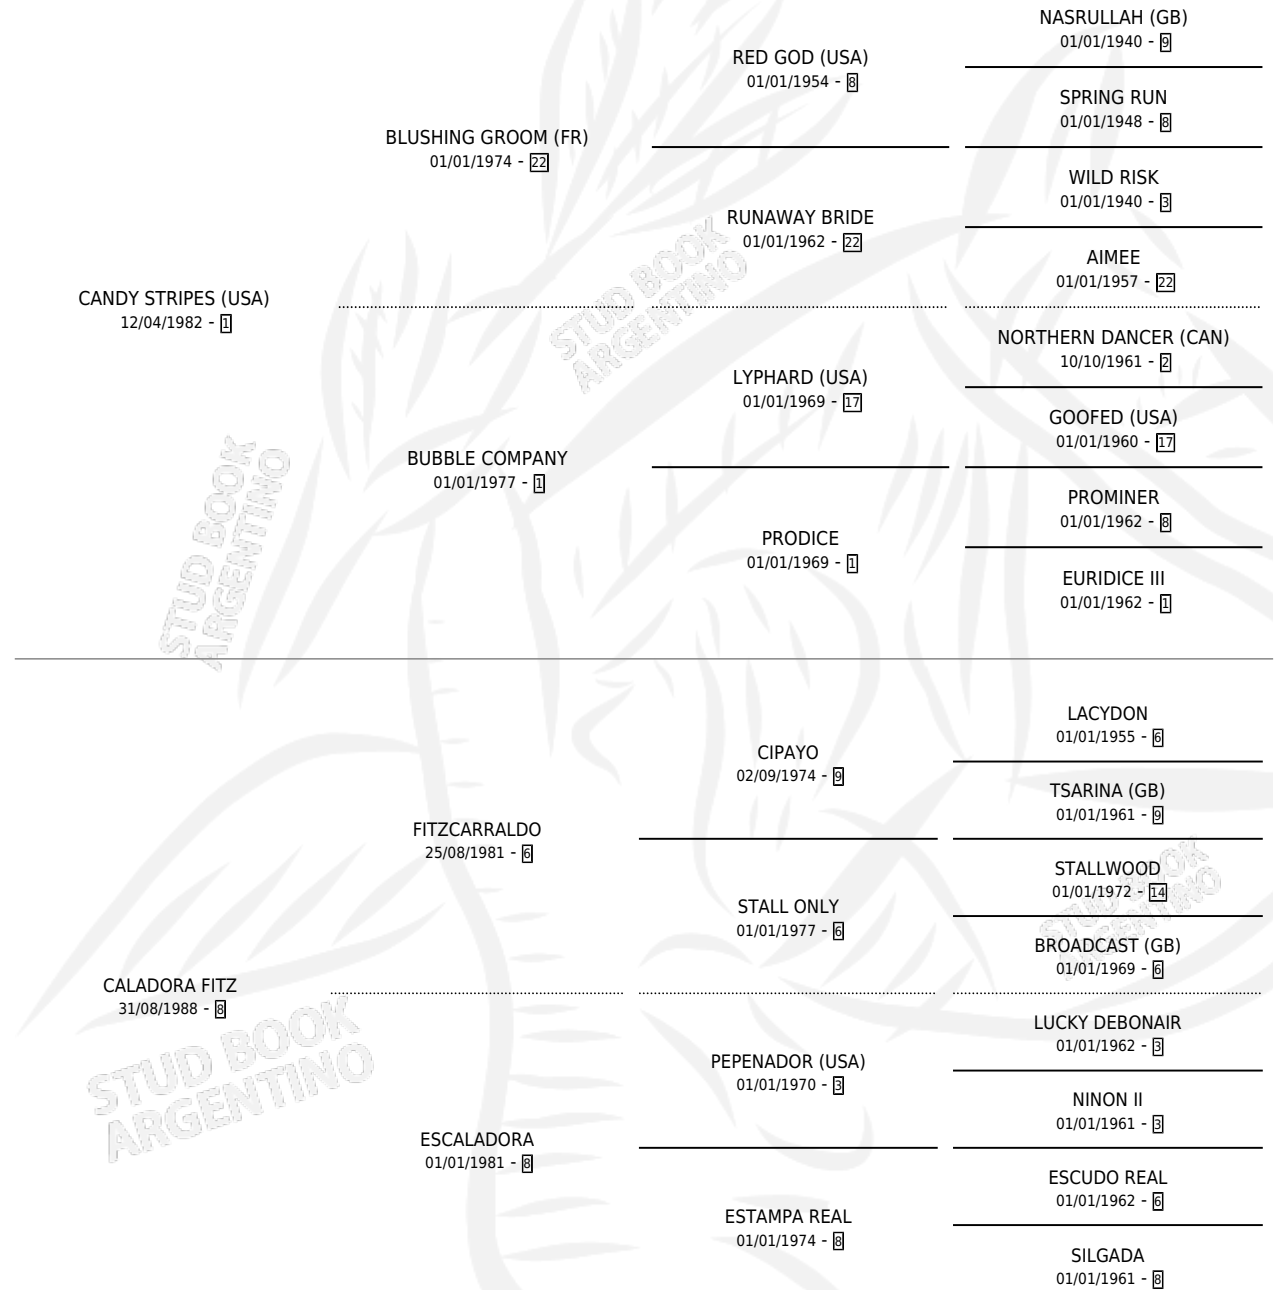 NASRULLAH (GB)
01/01/1940 - 9
RED GOD (USA)
01/01/1954 - 8
SPRING RUN
01/01/1948 - 8
BLUSHING GROOM (FR)
01/01/1974 - 22
WILD RISK
01/01/1940 - 3
RUNAWAY BRIDE
01/01/1962 - 22
AIMEE
01/01/1957 - 22
CANDY STRIPES (USA)
12/04/1982 - 1
NORTHERN DANCER (CAN)
10/10/1961 - 2
LYPHARD (USA)
01/01/1969 - 17
GOOFED (USA)
01/01/1960 - 17
BUBBLE COMPANY
01/01/1977 - 1
PROMINER
01/01/1962 - 8
PRODICE
01/01/1969 - 1
EURIDICE III
01/01/1962 - 1
LACYDON
01/01/1955 - 6
CIPAYO
02/09/1974 - 9
TSARINA (GB)
01/01/1961 - 9
FITZCARRALDO
25/08/1981 - 6
STALLWOOD
01/01/1972 - 14
STALL ONLY
01/01/1977 - 6
BROADCAST (GB)
01/01/1969 - 6
CALADORA FITZ
31/08/1988 - 8
LUCKY DEBONAIR
01/01/1962 - 3
PEPENADOR (USA)
01/01/1970 - 3
NINON II
01/01/1961 - 3
ESCALADORA
01/01/1981 - 8
ESCUDO REAL
01/01/1962 - 6
ESTAMPA REAL
01/01/1974 - 8
SILGADA
01/01/1961 - 8
STUD BOOK
ARGENTINO
STUD BOOK
ARGENTINO
STUD BOOK
ARGENTINO
STUD BOOK
ARGENTINO